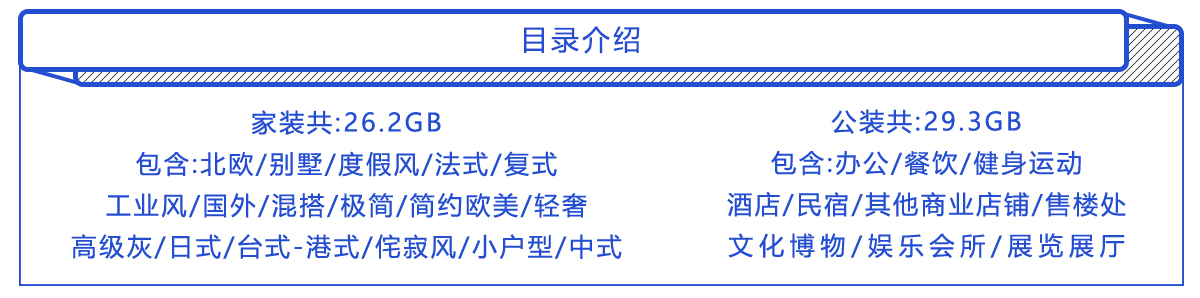 目录介绍
家装共:26.2GB
包含:北欧/别墅/度假风/法式/复式
工业风/国外/混搭/极简/简约欧美/轻奢
高级灰/日式/台式-港式/侘寂风/小户型/中式
公装共:29.3GB
包含:办公/餐饮/健身运动
酒店/民宿/其他商业店铺/售楼处
文化博物/娱乐会所/展览展厅